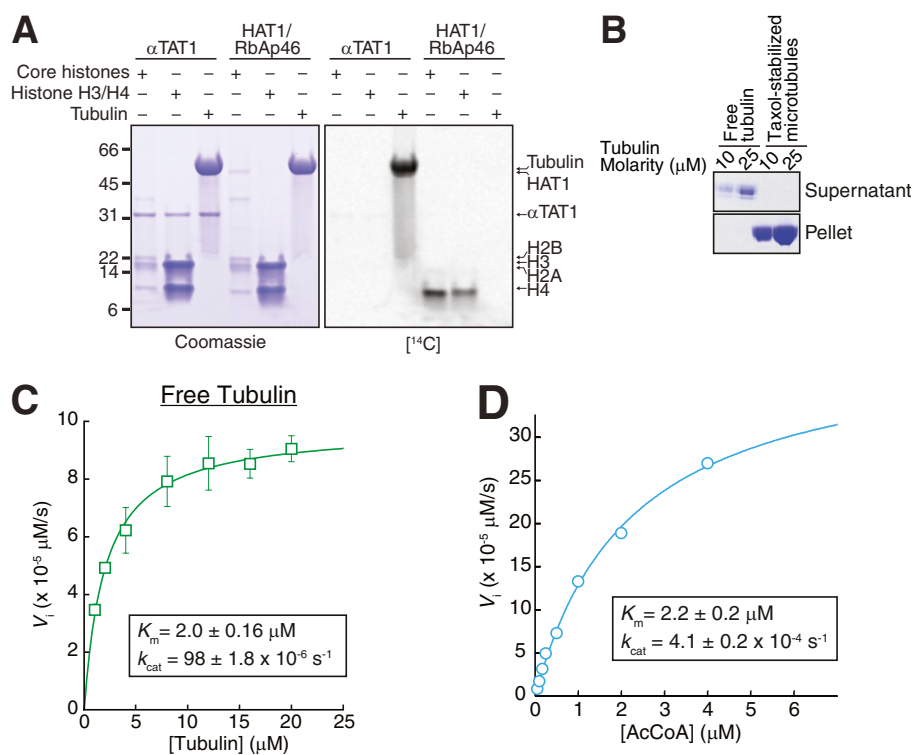 A
αTAT1
HAT1/
RbAp46
αTAT1
HAT1/
RbAp46
Core histones + – – + – – + – – + – –
Histone H3/H4 – + – – + – – + – – + –
Tubulin – – + – – + – – + – – +
66
45
31
22
14
6
Tubulin
HAT1
αTAT1
H2B
H3
H2A
H4
Coomassie
[¹⁴C]
B
Free
tubulin
Taxol-stabilized
microtubules
Tubulin
Molarity (μM)
10 25 10 25
Supernatant
Pellet
C
Free Tubulin
Vᵢ (x 10⁻⁵ μM/s)
10
8
6
4
2
0
Kₘ = 2.0 ± 0.16 μM
k_cat = 98 ± 1.8 x 10⁻⁶ s⁻¹
0 5 10 15 20 25
[Tubulin] (μM)
D
Vᵢ (x 10⁻⁵ μM/s)
30
25
20
15
10
5
0
Kₘ = 2.2 ± 0.2 μM
k_cat = 4.1 ± 0.2 x 10⁻⁴ s⁻¹
0 1 2 3 4 5 6
[AcCoA] (μM)